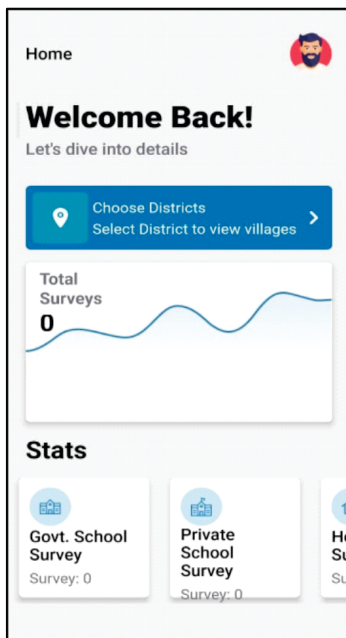 Home
Welcome Back!
Let's dive into details
Choose Districts
Select District to view villages
Total
Surveys
0
Stats
Govt. School
Survey
Survey: 0
Private
School
Survey
Survey: 0